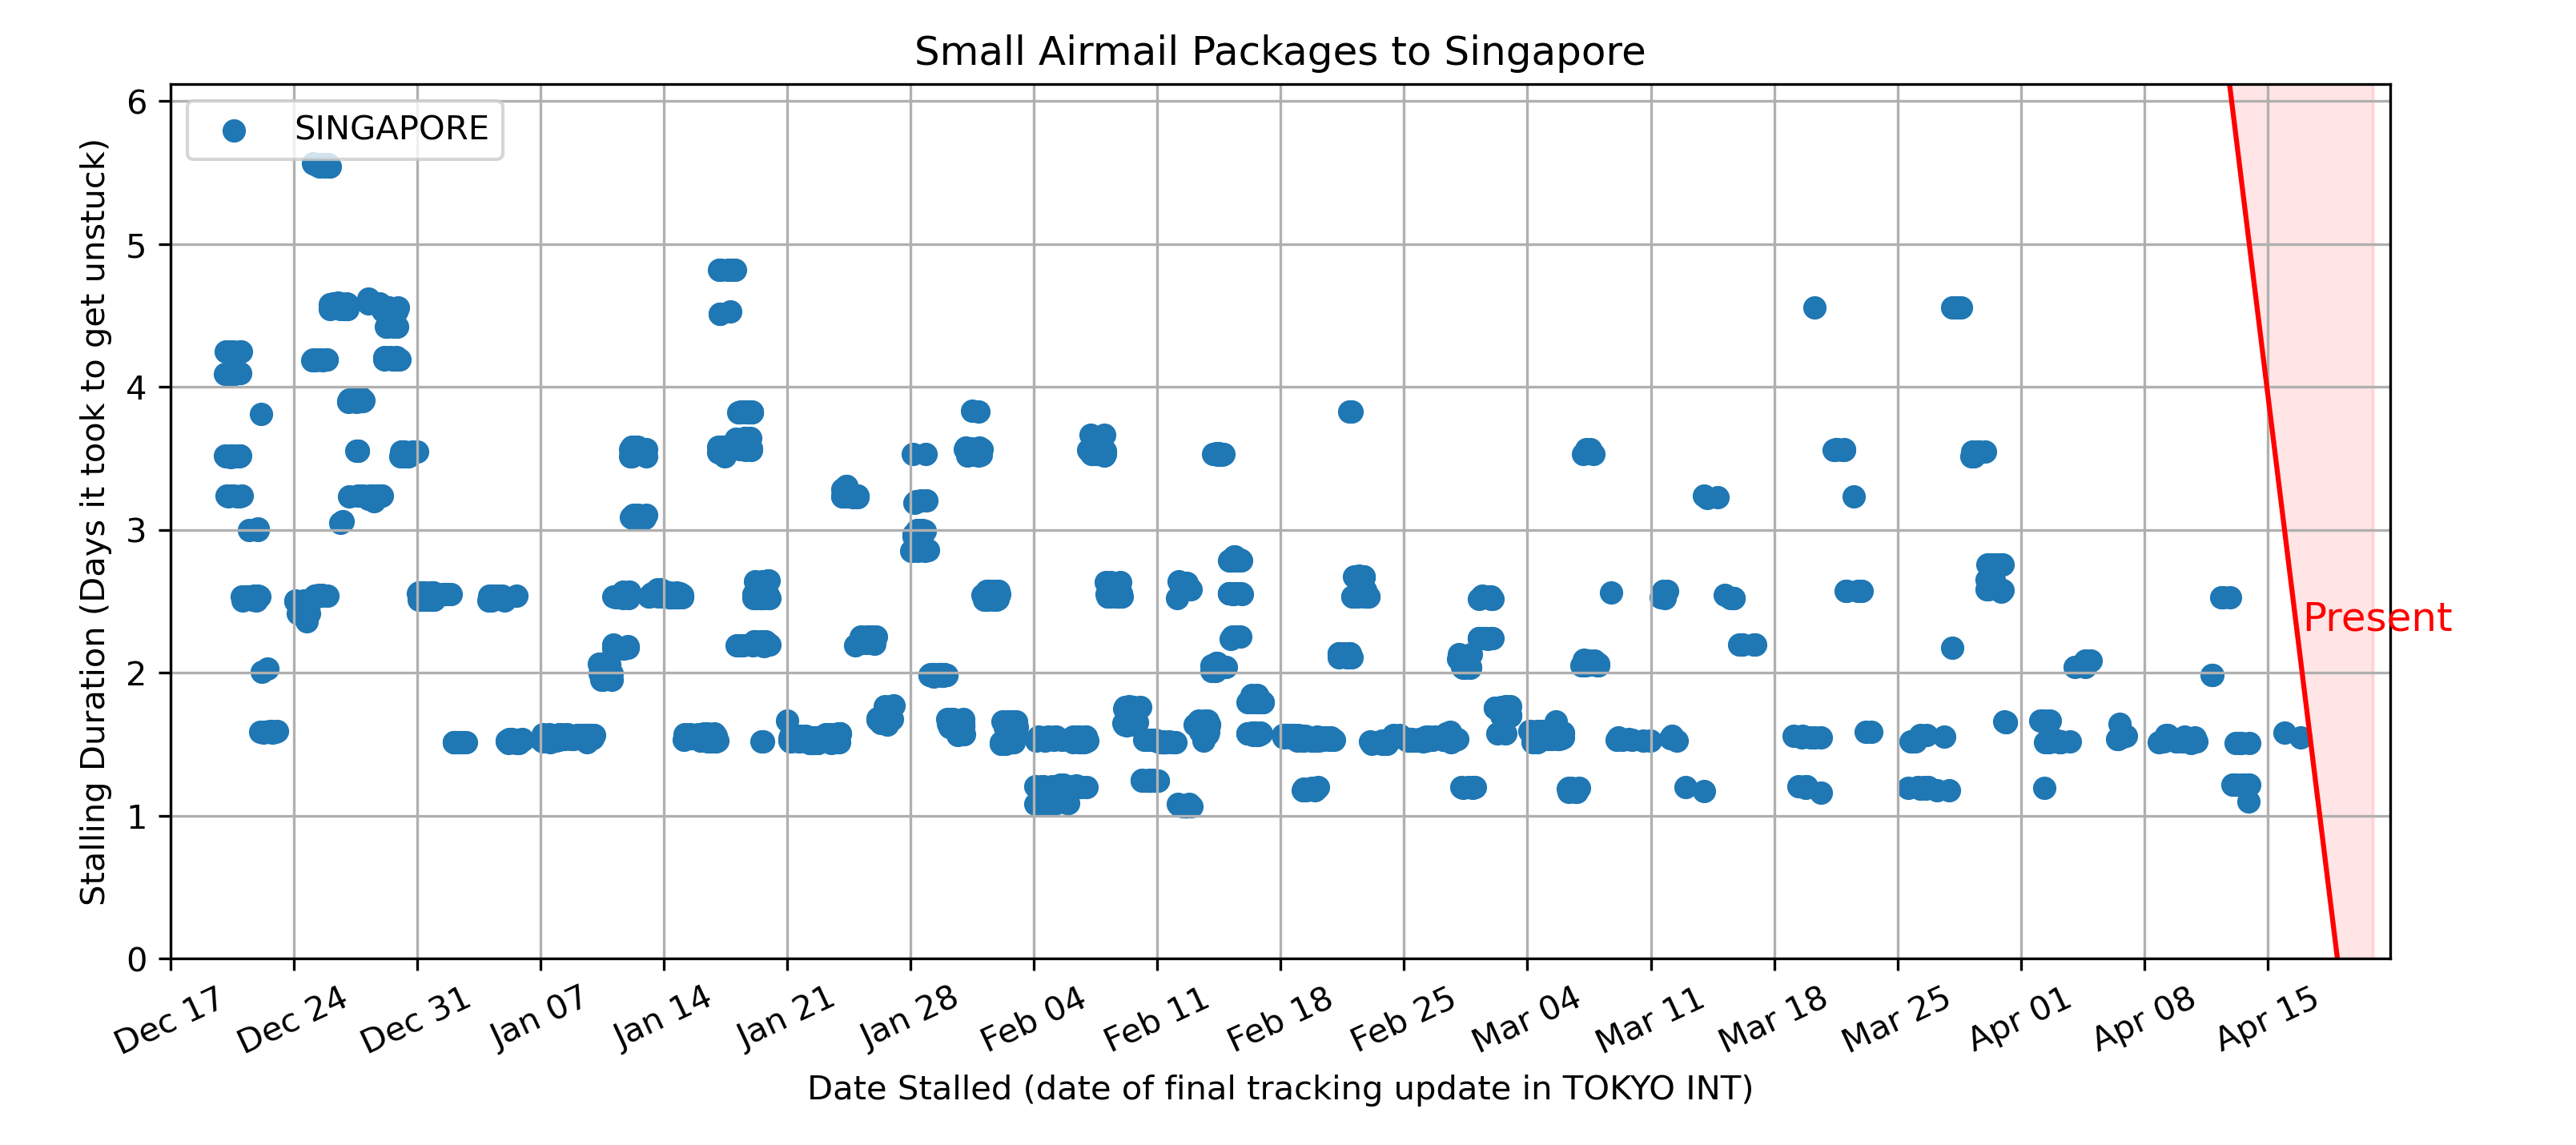 Small Airmail Packages to Singapore
SINGAPORE
Stalling Duration (Days it took to get unstuck)
6
5
4
3
2
1
0
Present
Dec 17
Dec 24
Dec 31
Jan 07
Jan 14
Jan 21
Jan 28
Feb 04
Feb 11
Feb 18
Feb 25
Mar 04
Mar 11
Mar 18
Mar 25
Apr 01
Apr 08
Apr 15
Date Stalled (date of final tracking update in TOKYO INT)